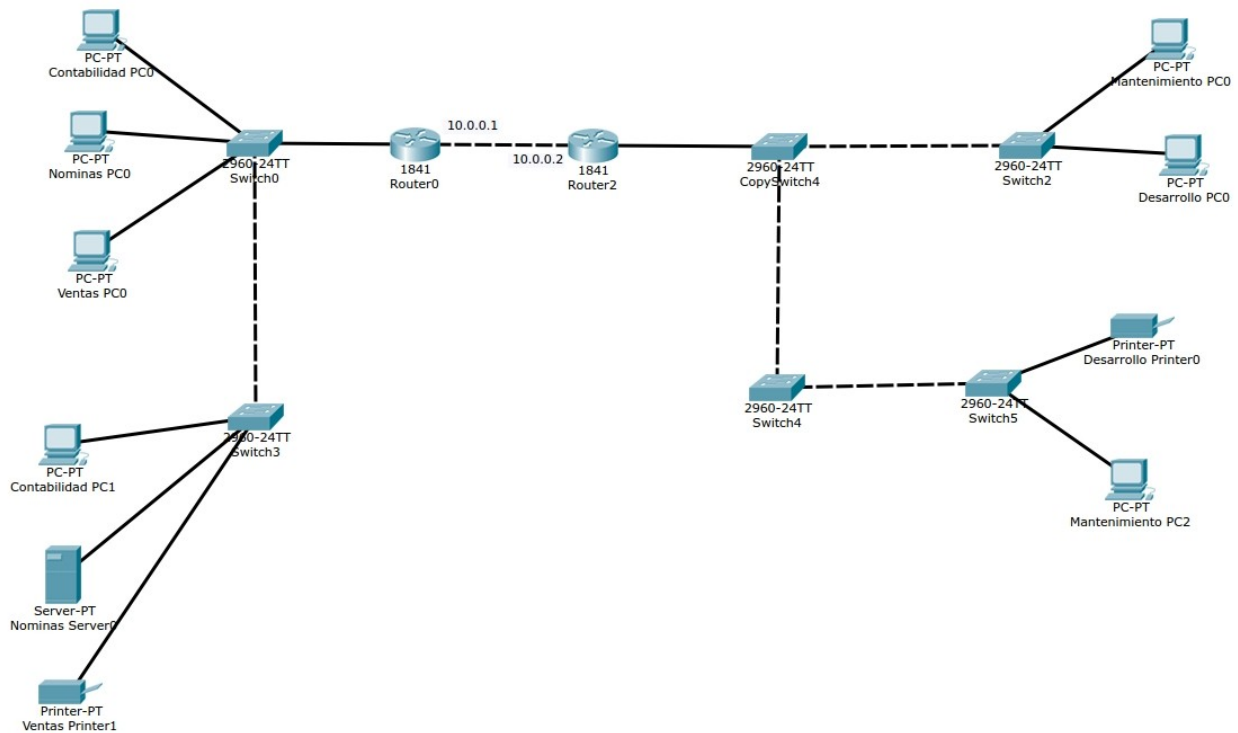 PC-PT
Contabilidad PC0
PC-PT
Nominas PC0
PC-PT
Ventas PC0
2960-24TT
Switch0
10.0.0.1
1841
Router0
10.0.0.2
1841
Router2
2960-24TT
CopySwitch4
2960-24TT
Switch2
PC-PT
Mantenimiento PC0
PC-PT
Desarrollo PC0
2960-24TT
Switch3
PC-PT
Contabilidad PC1
Server-PT
Nominas Server0
Printer-PT
Ventas Printer1
2960-24TT
Switch4
2960-24TT
Switch5
Printer-PT
Desarrollo Printer0
PC-PT
Mantenimiento PC2